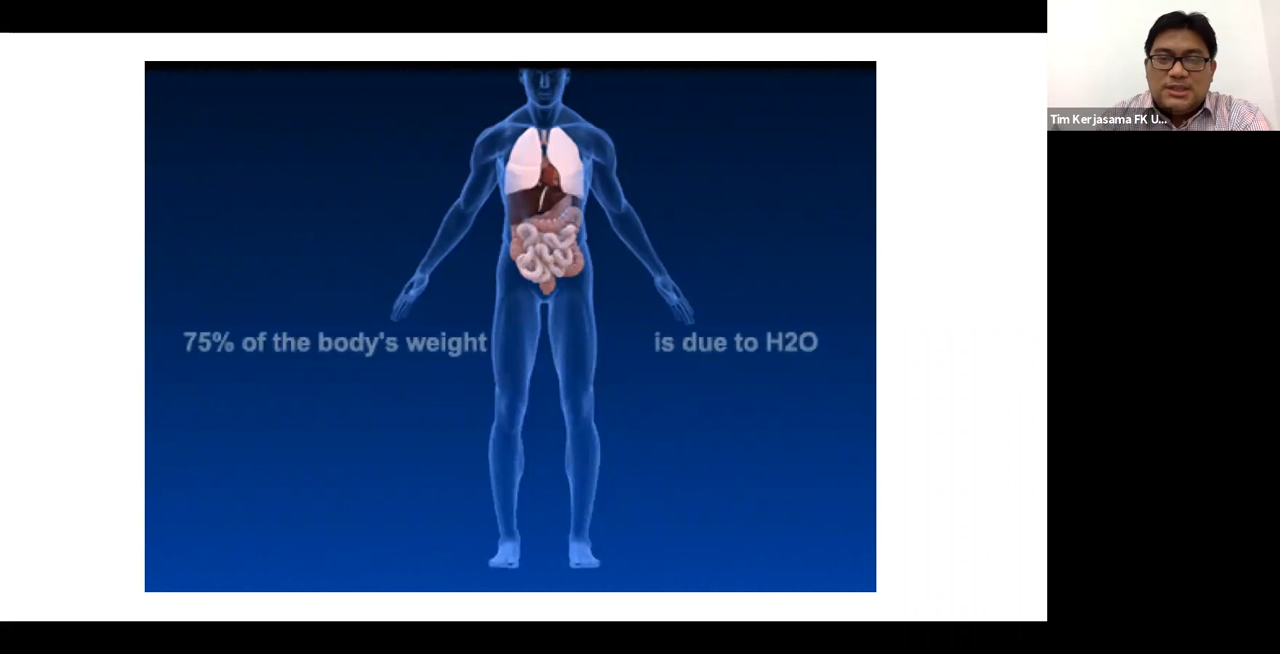 75% of the body's weight is due to H2O
Tim Kerjasama FK U...